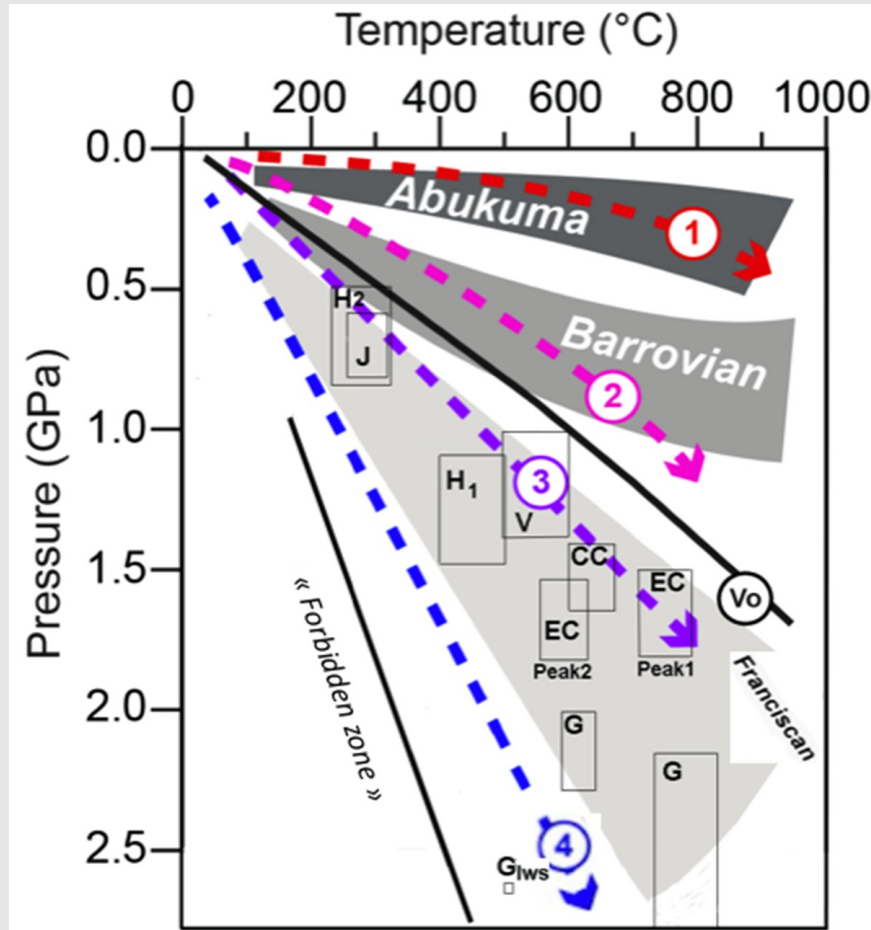 Temperature (°C)
0 200 400 600 800 1000
0.0
Abukuma
1
0.5
H2
J
Barrovian
2
Pressure (GPa)
1.0
H1
3
V
1.5
CC
EC
Vo
« Forbidden zone »
EC
Peak2
Peak1
Franciscan
2.0
G
G
2.5
4
Glws